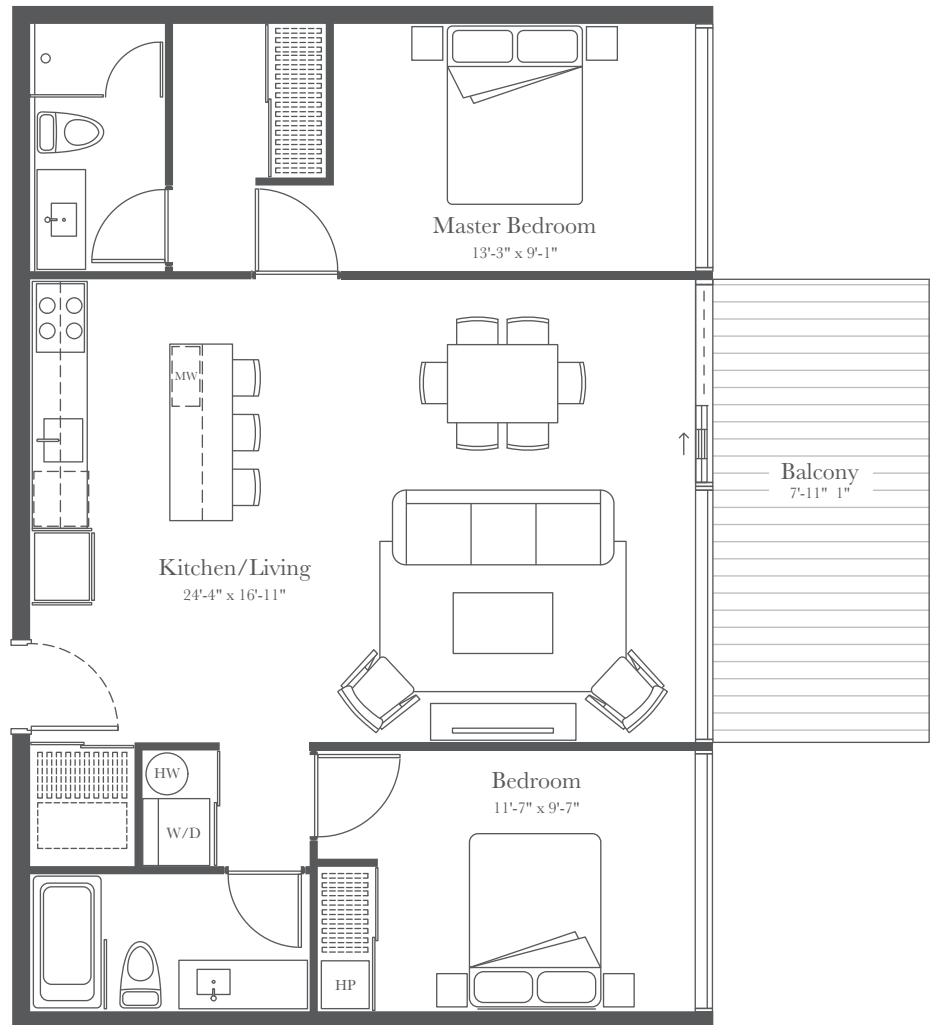 Master Bedroom
13'-3" x 9'-1"
MW
Balcony
7'-11" 1"
Kitchen/Living
24'-4" x 16'-11"
HW
W/D
Bedroom
11'-7" x 9'-7"
HP